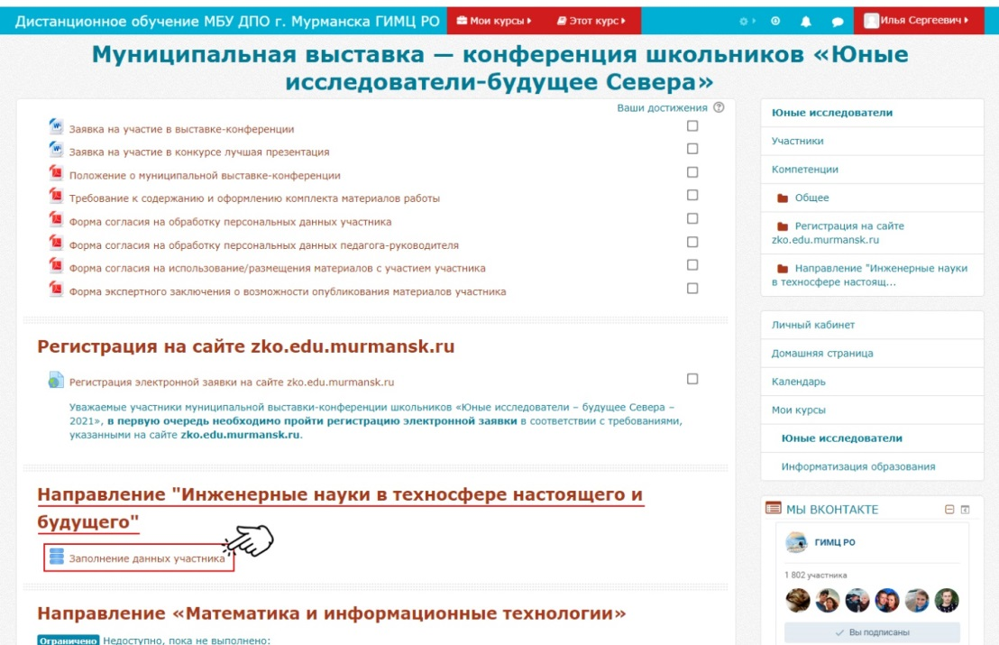 Дистанционное обучение МБУ ДПО г. Мурманска ГИМЦ РО
Мои курсы
Этот курс
Илья Сергеевич
Муниципальная выставка — конференция школьников «Юные
исследователи-будущее Севера»
Ваши достижения
Заявка на участие в выставке-конференции
Заявка на участие в конкурсе лучшая презентация
Положение о муниципальной выставке-конференции
Требование к содержанию и оформлению комплекта материалов работы
Форма согласия на обработку персональных данных участника
Форма согласия на обработку персональных данных педагога-руководителя
Форма согласия на использование/размещения материалов с участием участника
Форма экспертного заключения о возможности опубликования материалов участника
Регистрация на сайте zko.edu.murmansk.ru
Регистрация электронной заявки на сайте zko.edu.murmansk.ru
Уважаемые участники муниципальной выставки-конференции школьников «Юные исследователи – будущее Севера –
2021», в первую очередь необходимо пройти регистрацию электронной заявки в соответствии с требованиями,
указанными на сайте zko.edu.murmansk.ru.
Направление "Инженерные науки в техносфере настоящего и
будущего"
Заполнение данных участника
Направление «Математика и информационные технологии»
Ограничено Недоступно, пока не выполнено:
Юные исследователи
Участники
Компетенции
Общее
Регистрация на сайте
zko.edu.murmansk.ru
Направление "Инженерные науки
в техносфере настоящ...
Личный кабинет
Домашняя страница
Календарь
Мои курсы
Юные исследователи
Информатизация образования
МЫ ВКОНТАКТЕ
ГИМЦ РО
1 802 участника
Вы подписаны